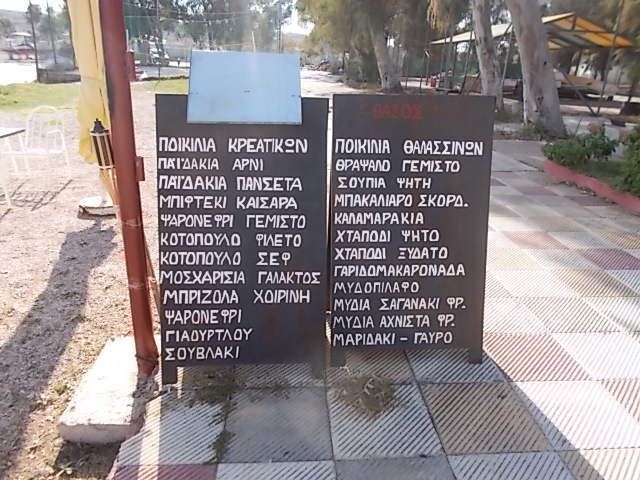 ΠΟΙΚΙΛΙΑ ΚΡΕΑΤΙΚΩΝ
ΠΑΪΔΑΚΙΑ ΑΡΝΙ
ΠΑΪΓΔΑΚΙΑ ΠΑΝΣΕΤΑ
ΜΠΙΦΤΕΚΙ ΚΑΙΣΑΡΑ
ΨΑΡΟΝΕΦΡΙ ΓΕΜΙΣΤΟ
ΚΟΤΟΠΟΥΛΟ ΦΙΛΕΤΟ
ΚΟΤΟΠΟΥΛΟ ΣΕΦ
ΜΟΣΧΑΡΙΣΙΑ ΓΑΛΑΚΤΟΣ
ΜΠΡΙΖΟΛΑ ΧΟΙΡΙΝΗ
ΨΑΡΟΝΕΦΡΙ
ΓΙΑΟΥΡΤΛΟΥ
ΣΟΥΒΛΑΚΙ
ΘΑΣΟΣ
ΠΟΙΚΙΛΙΑ ΘΑΛΑΣΣΙΝΩΝ
ΘΡΑΨΑΛΟ ΓΕΜΙΣΤΟ
ΣΟΥΠΙΑ ΨΗΤΗ
ΜΠΑΚΑΛΙΑΡΟ ΣΚΟΡΔ.
ΚΑΛΑΜΑΡΑΚΙΑ
ΧΤΑΠΟΔΙ ΨΗΤΟ
ΧΤΑΠΟΔΙ ΞΥΔΑΤΟ
ΓΑΡΙΔΟΜΑΚΑΡΟΝΑΔΑ
ΜΥΔΟΠΙΛΑΦΟ
ΜΥΔΙΑ ΣΑΓΑΝΑΚΙ ΦΡ.
ΜΥΔΙΑ ΑΧΝΙΣΤΑ ΦΡ.
ΜΑΡΙΔΑΚΙ - ΓΑΥΡΟ